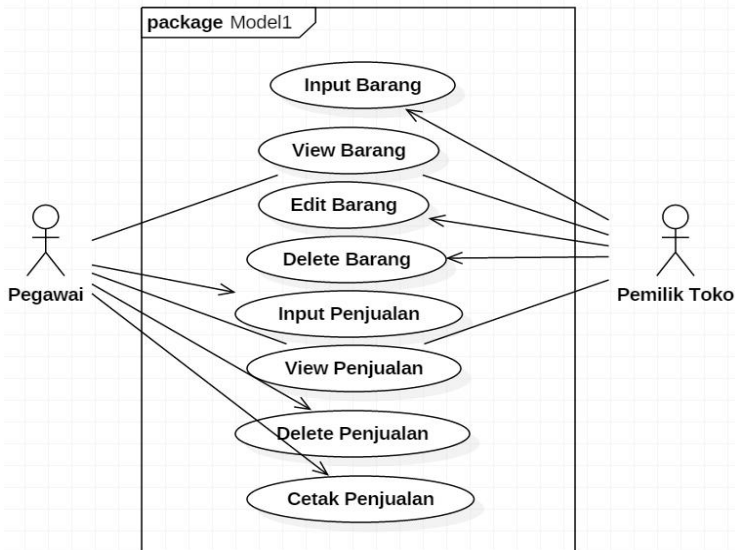 package Model1
Input Barang
View Barang
Edit Barang
Delete Barang
Pegawai
Pemilik Toko
Input Penjualan
View Penjualan
Delete Penjualan
Cetak Penjualan